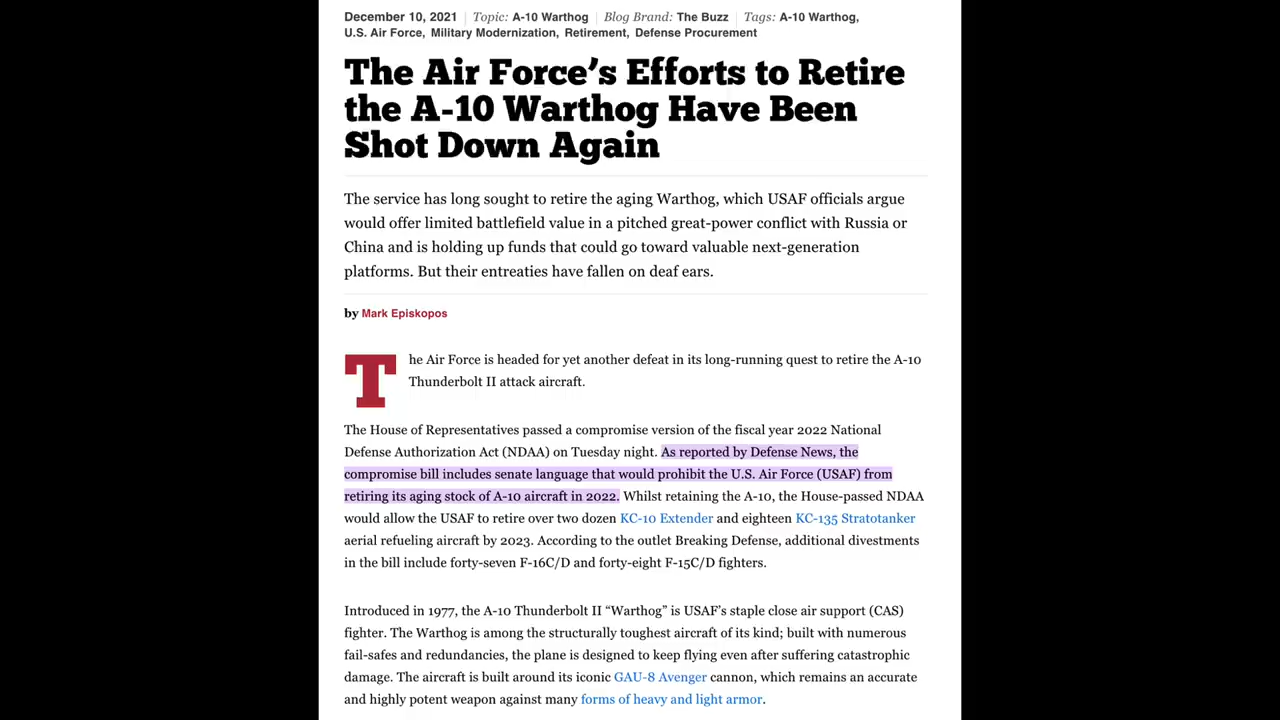 December 10, 2021 | Topic: A-10 Warthog | Blog Brand: The Buzz | Tags: A-10 Warthog,
U.S. Air Force, Military Modernization, Retirement, Defense Procurement
The Air Force’s Efforts to Retire
the A-10 Warthog Have Been
Shot Down Again
The service has long sought to retire the aging Warthog, which USAF officials argue
would offer limited battlefield value in a pitched great-power conflict with Russia or
China and is holding up funds that could go toward valuable next-generation
platforms. But their entreaties have fallen on deaf ears.
by Mark Episkopos
The Air Force is headed for yet another defeat in its long-running quest to retire the A-10
Thunderbolt II attack aircraft.
The House of Representatives passed a compromise version of the fiscal year 2022 National
Defense Authorization Act (NDAA) on Tuesday night. As reported by Defense News, the
compromise bill includes senate language that would prohibit the U.S. Air Force (USAF) from
retiring its aging stock of A-10 aircraft in 2022. Whilst retaining the A-10, the House-passed NDAA
would allow the USAF to retire over two dozen KC-10 Extender and eighteen KC-135 Stratotanker
aerial refueling aircraft by 2023. According to the outlet Breaking Defense, additional divestments
in the bill include forty-seven F-16C/D and forty-eight F-15C/D fighters.
Introduced in 1977, the A-10 Thunderbolt II “Warthog” is USAF’s staple close air support (CAS)
fighter. The Warthog is among the structurally toughest aircraft of its kind; built with numerous
fail-safes and redundancies, the plane is designed to keep flying even after suffering catastrophic
damage. The aircraft is built around its iconic GAU-8 Avenger cannon, which remains an accurate
and highly potent weapon against many forms of heavy and light armor.